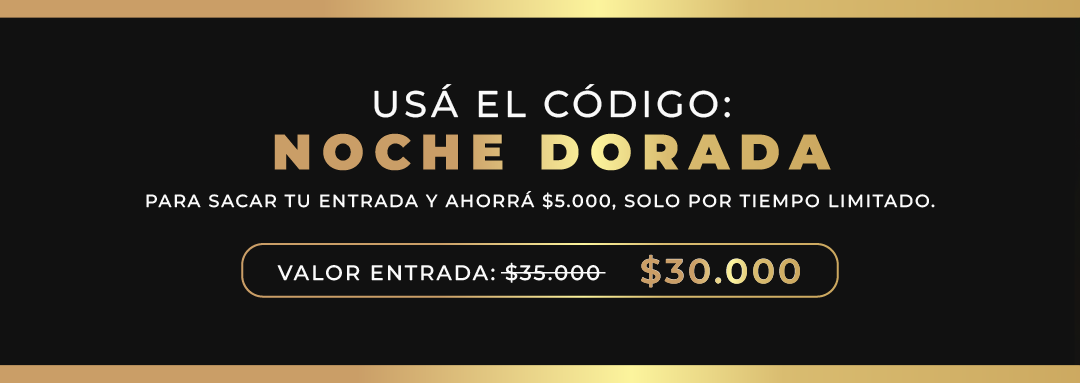 USÁ EL CÓDIGO:
NOCHE DORADA
PARA SACAR TU ENTRADA Y AHORRÁ $5.000, SOLO POR TIEMPO LIMITADO.
VALOR ENTRADA: $35.000 $30.000